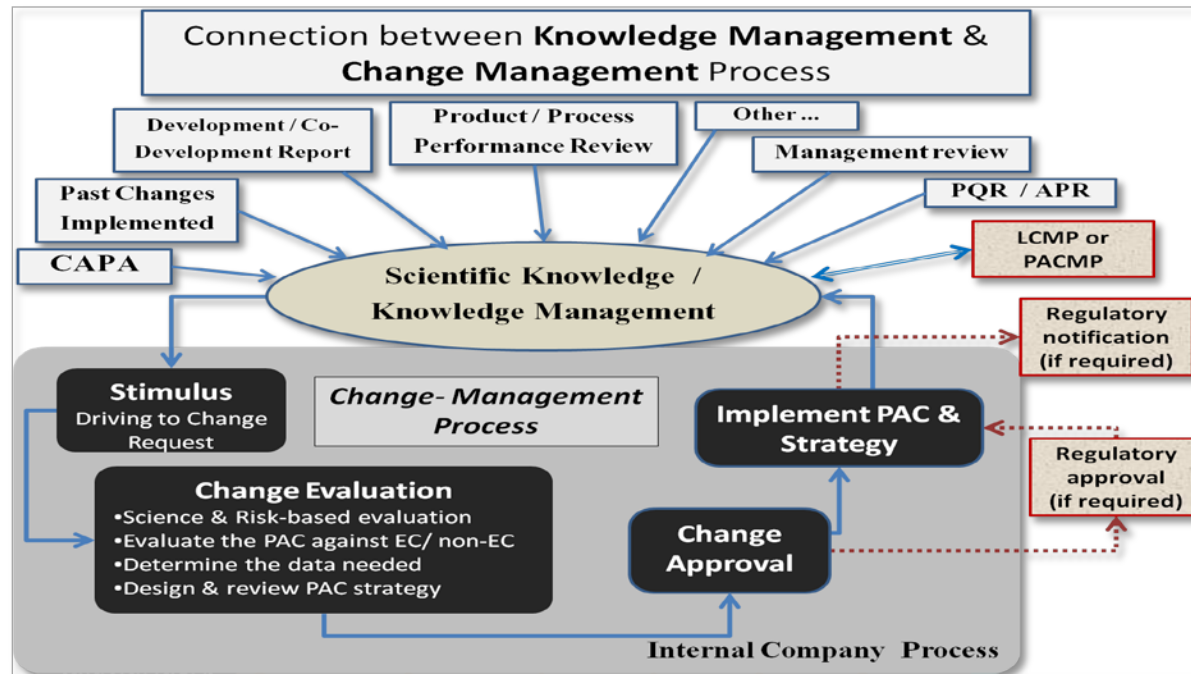 Connection between Knowledge Management &
Change Management Process
Development / Co-
Development Report
Product / Process
Performance Review
Other ...
Management review
Past Changes
Implemented
PQR / APR
CAPA
LCMP or
PACMP
Scientific Knowledge /
Knowledge Management
Regulatory
notification
(if required)
Stimulus
Driving to Change
Request
Change- Management
Process
Implement PAC &
Strategy
Change Evaluation
•Science & Risk-based evaluation
•Evaluate the PAC against EC/ non-EC
•Determine the data needed
•Design & review PAC strategy
Change
Approval
Regulatory
approval
(if required)
Internal Company Process